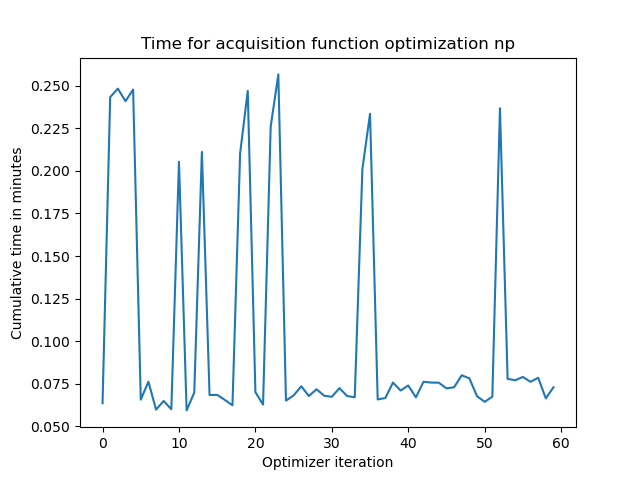 Time for acquisition function optimization np
Cumulative time in minutes
0.250
0.225
0.200
0.175
0.150
0.125
0.100
0.075
0.050
0 10 20 30 40 50 60
Optimizer iteration